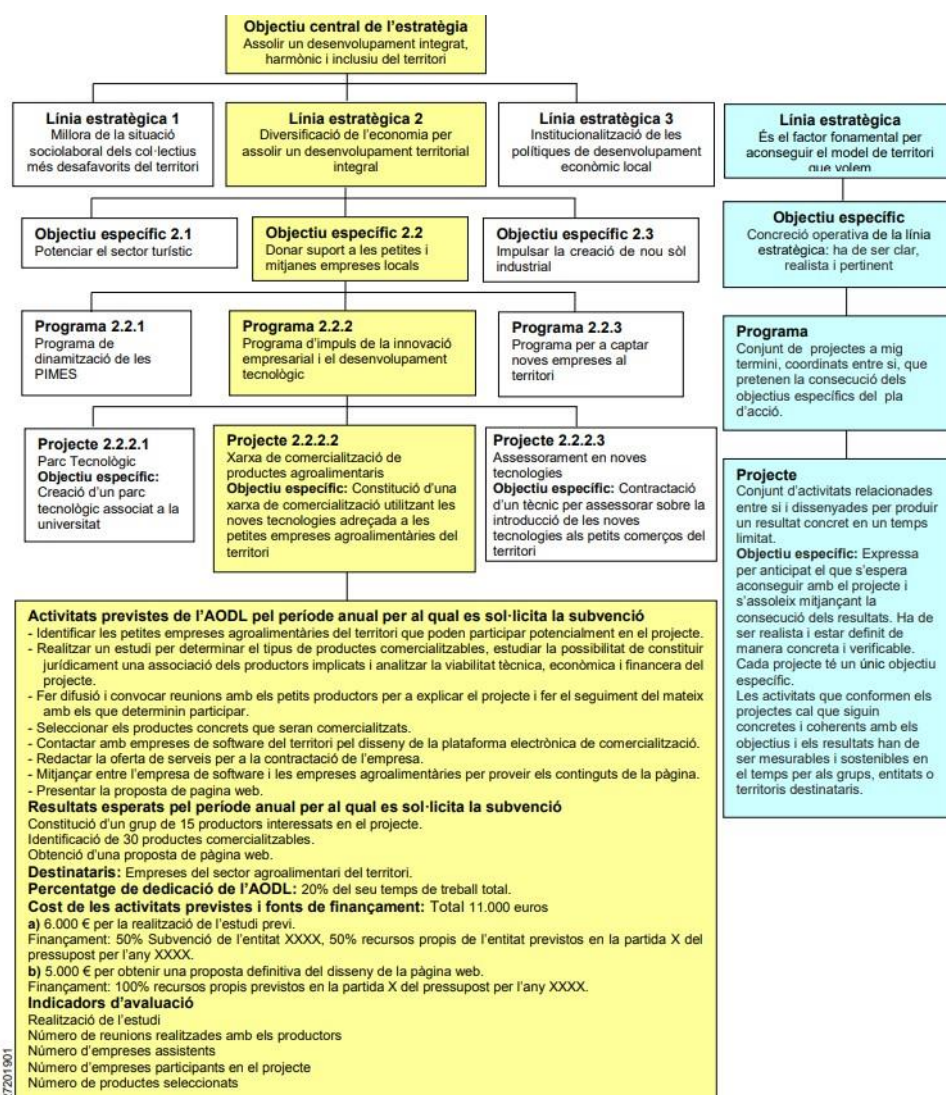 Objectiu central de l'estratègia
Assolir un desenvolupament integrat,
harmònic i inclusiu del territori
Línia estratègica 1
Millora de la situació
sociolaboral dels col·lectius
més desafavorits del territori
Línia estratègica 2
Diversificació de l'economia per
assolir un desenvolupament territorial
integral
Línia estratègica 3
Institucionalització de les
polítiques de desenvolupament
econòmic local
Línia estratègica
És el factor fonamental per
aconseguir el model de territori
que volem
Objectiu específic 2.1
Potenciar el sector turístic
Objectiu específic 2.2
Donar suport a les petites i
mitjanes empreses locals
Objectiu específic 2.3
Impulsar la creació de nou sòl
industrial
Objectiu específic
Concreció operativa de la línia
estratègica: ha de ser clar,
realista i pertinent
Programa 2.2.1
Programa de
dinamització de les
PIMES
Programa 2.2.2
Programa d'impuls de la innovació
empresarial i el desenvolupament
tecnològic
Programa 2.2.3
Programa per a captar
noves empreses al
territori
Programa
Conjunt de projectes a mig
termini, coordinats entre si, que
pretenen la consecució dels
objectius específics del pla
d'acció.
Projecte 2.2.2.1
Parc Tecnològic
Objectiu específic:
Creació d'un parc
tecnològic associat a la
universitat
Projecte 2.2.2.2
Xarxa de comercialització de
productes agroalimentaris
Objectiu específic: Constitució d'una
xarxa de comercialització utilitzant les
noves tecnologies adreçada a les
petites empreses agroalimentàries del
territori
Projecte 2.2.2.3
Assessorament en noves
tecnologies
Objectiu específic: Contractació
d'un tècnic per assessorar sobre la
introducció de les noves
tecnologies als petits comerços del
territori
Projecte
Conjunt d'activitats relacionades
entre si i dissenyades per produir
un resultat concret en un temps
limitat.
Objectiu específic: Expressa
per anticipat el que s'espera
aconseguir amb el projecte i
s'assoleix mitjançant la
consecució dels resultats. Ha de
ser realista i estar definit de
manera concreta i verificable.
Cada projecte té un únic objectiu
específic.
Les activitats que conformen els
projectes cal que siguin
concretes i coherents amb els
objectius i els resultats han de
ser mesurables i sostenibles en
el temps per als grups, entitats o
territoris destinataris.
Activitats previstes de l'AODL pel període anual per al qual es sol·licita la subvenció
- Identificar les petites empreses agroalimentàries del territori que poden participar potencialment en el projecte.
- Realitzar un estudi per determinar el tipus de productes comercialitzables, estudiar la possibilitat de constituir
jurídicament una associació dels productors implicats i analitzar la viabilitat tècnica, econòmica i financera del
projecte.
- Fer difusió i convocar reunions amb els petits productors per a explicar el projecte i fer el seguiment del mateix
amb els que determinin participar.
- Seleccionar els productes concrets que seran comercialitzats.
- Contactar amb empreses de software del territori pel disseny de la plataforma electrònica de comercialització.
- Redactar la oferta de serveis per a la contractació de l'empresa.
- Mitjançar entre l'empresa de software i les empreses agroalimentàries per proveir els continguts de la pàgina.
- Presentar la proposta de pagina web.
Resultats esperats pel període anual per al qual es sol·licita la subvenció
Constitució d'un grup de 15 productors interessats en el projecte.
Identificació de 30 productes comercialitzables.
Obtenció d'una proposta de pàgina web.
Destinataris: Empreses del sector agroalimentari del territori.
Percentatge de dedicació de l'AODL: 20% del seu temps de treball total.
Cost de les activitats previstes i fonts de finançament: Total 11.000 euros
a) 6.000 € per la realització de l'estudi previ.
Finançament: 50% Subvenció de l'entitat XXXX, 50% recursos propis de l'entitat previstos en la partida X del
pressupost per l'any XXXX.
b) 5.000 € per obtenir una proposta definitiva del disseny de la pàgina web.
Finançament: 100% recursos propis previstos en la partida X del pressupost per l'any XXXX.
Indicadors d'avaluació
Realització de l'estudi
Número de reunions realitzades amb els productors
Número d'empreses assistents
Número d'empreses participants en el projecte
Número de productes seleccionats